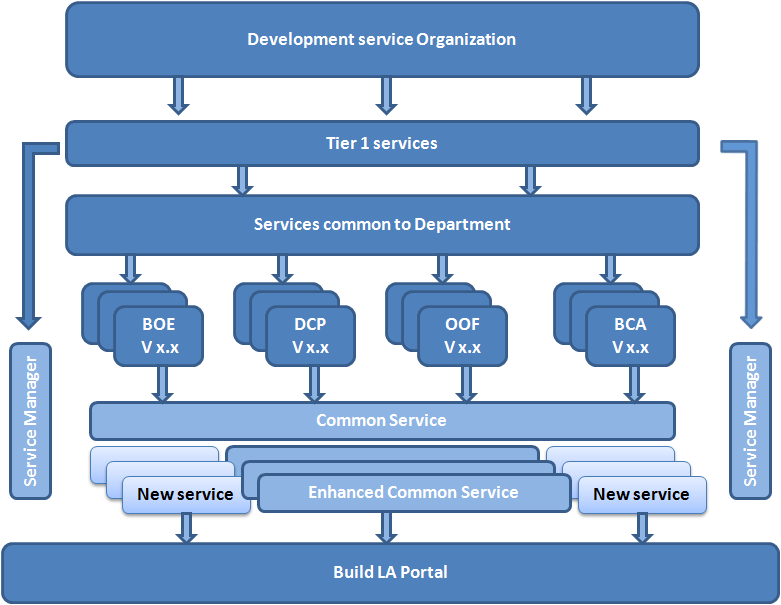 Development service Organization
Tier 1 services
Services common to Department
BOE
V x.x
DCP
V x.x
OOF
V x.x
BCA
V x.x
Service Manager
Service Manager
Common Service
New service
Enhanced Common Service
New service
Build LA Portal